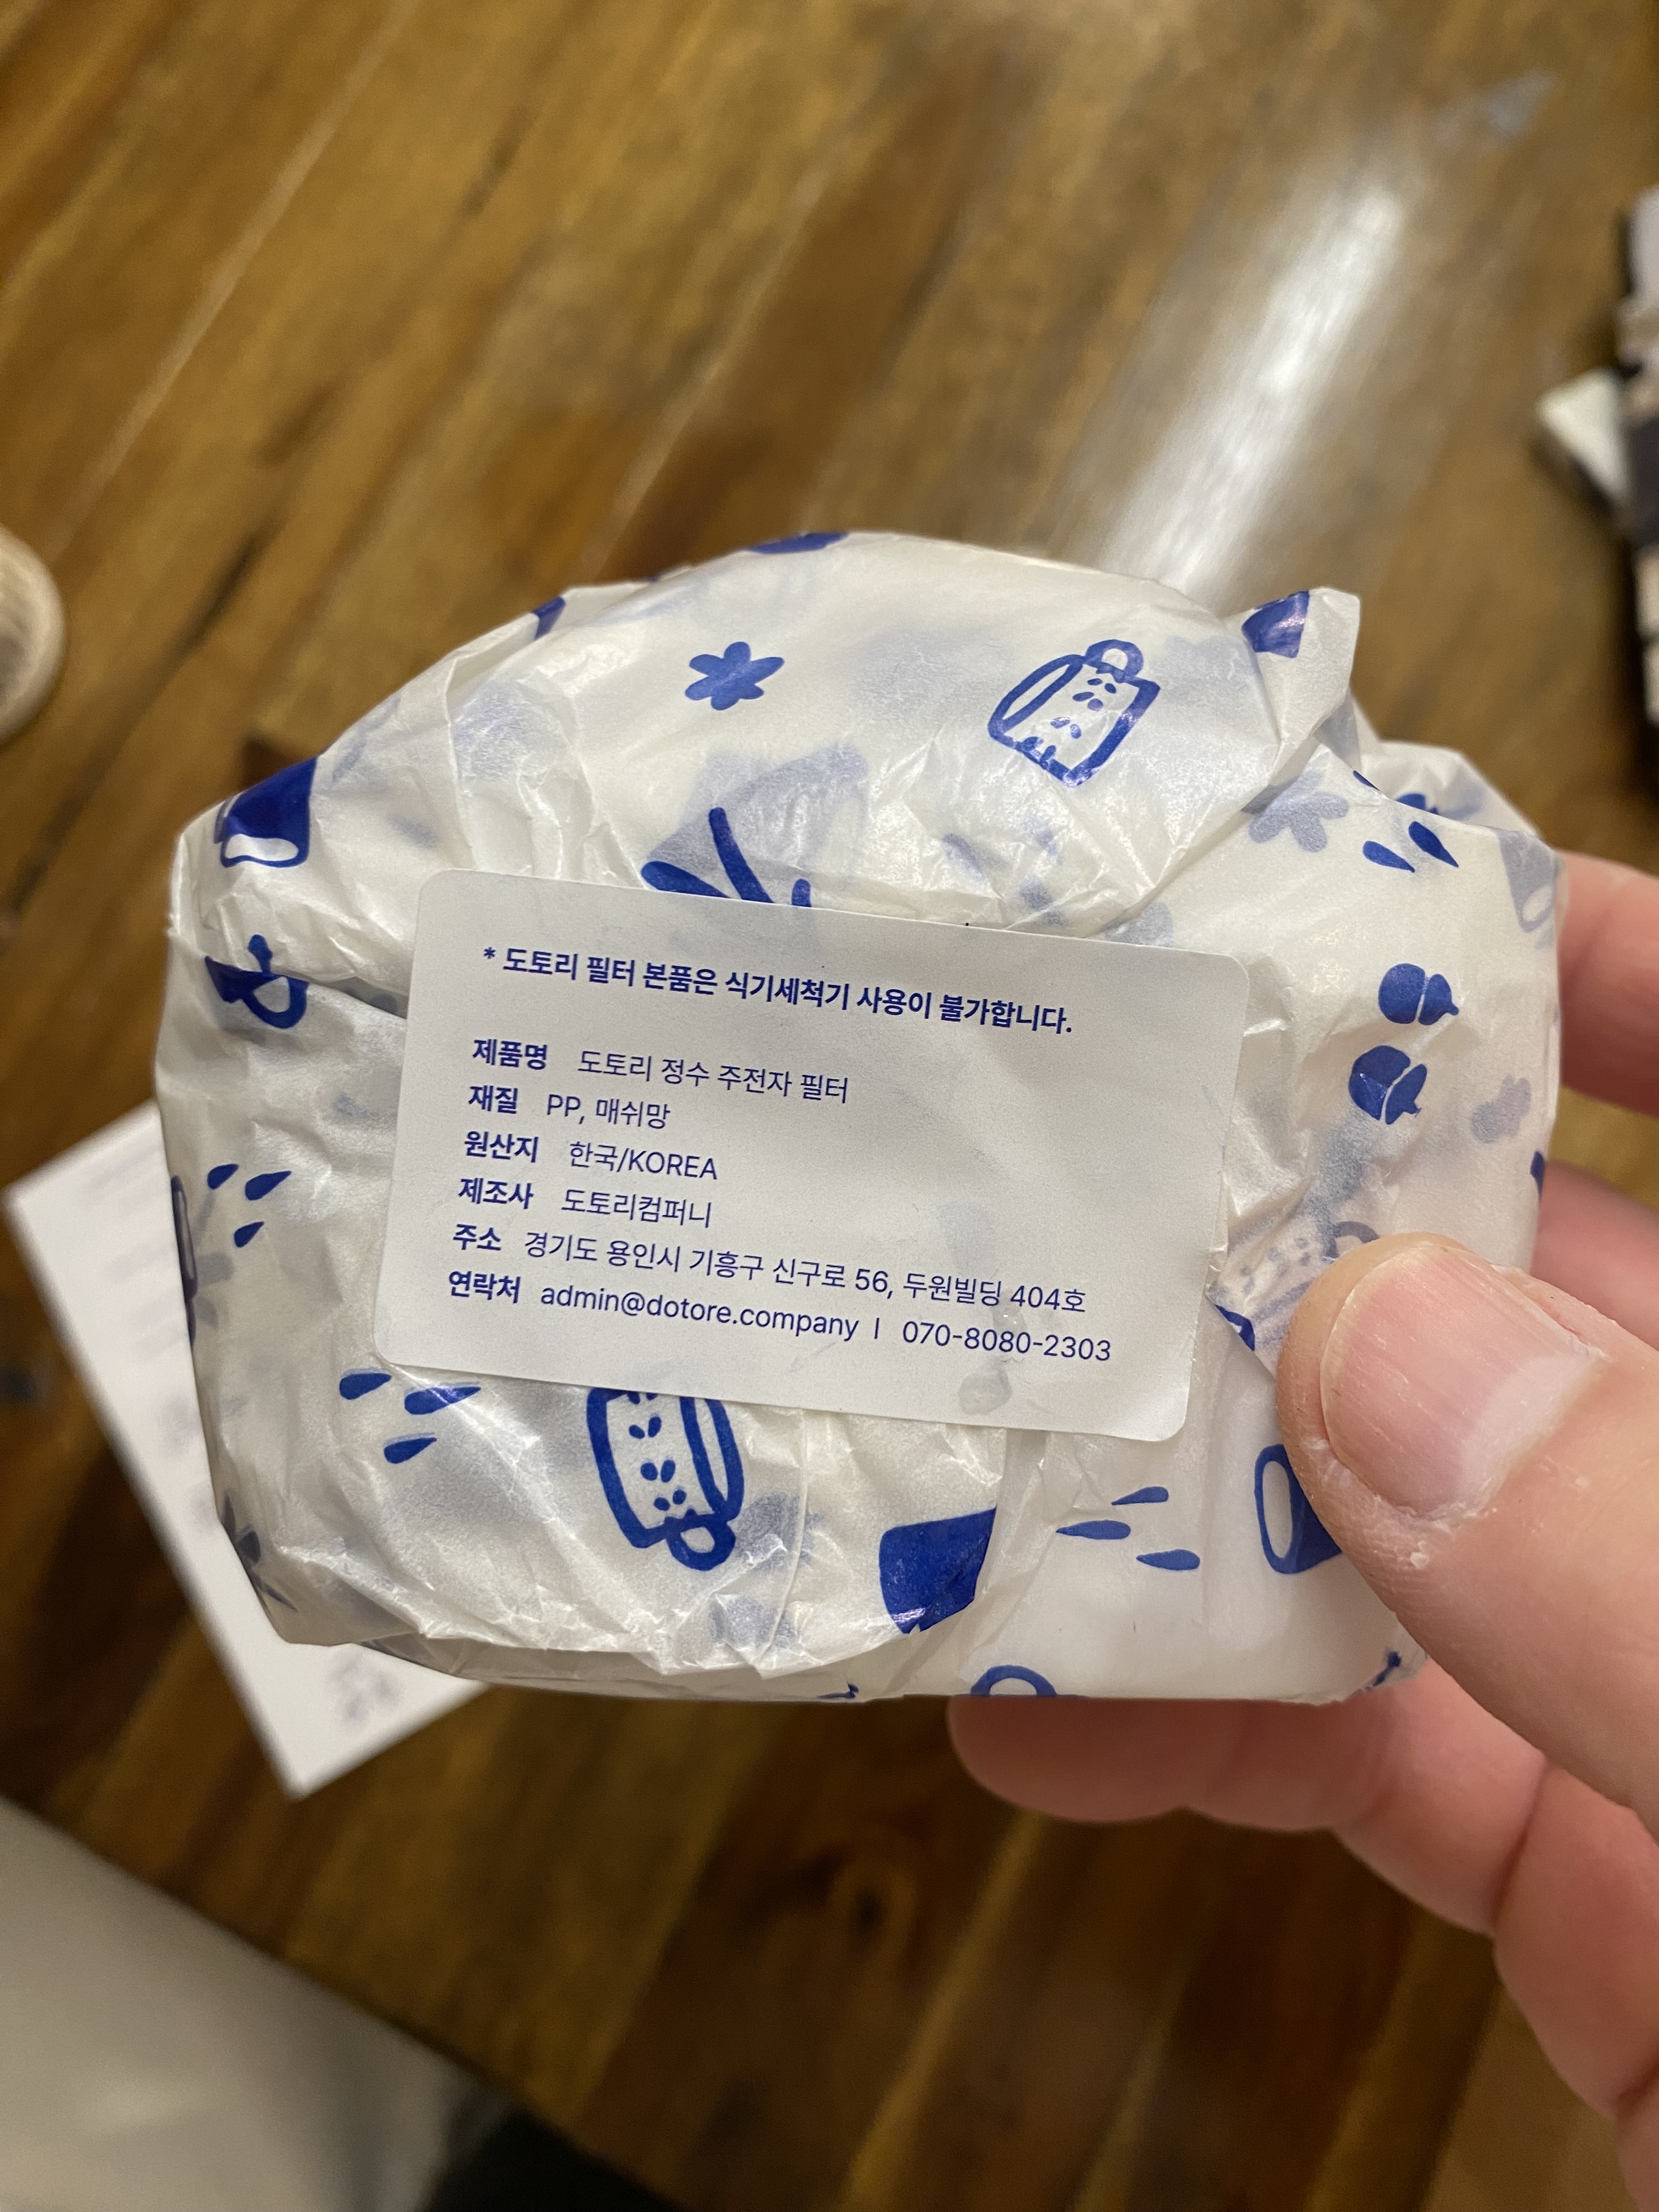 * 도토리 필터 본품은 식기세척기 사용이 불가합니다.
제품명 도토리 정수 주전자 필터
재질 PP, 매쉬망
원산지 한국/KOREA
제조사 도토리컴퍼니
주소 경기도 용인시 기흥구 신구로 56, 두원빌딩 404호
연락처 admin@dotore.company | 070-8080-2303